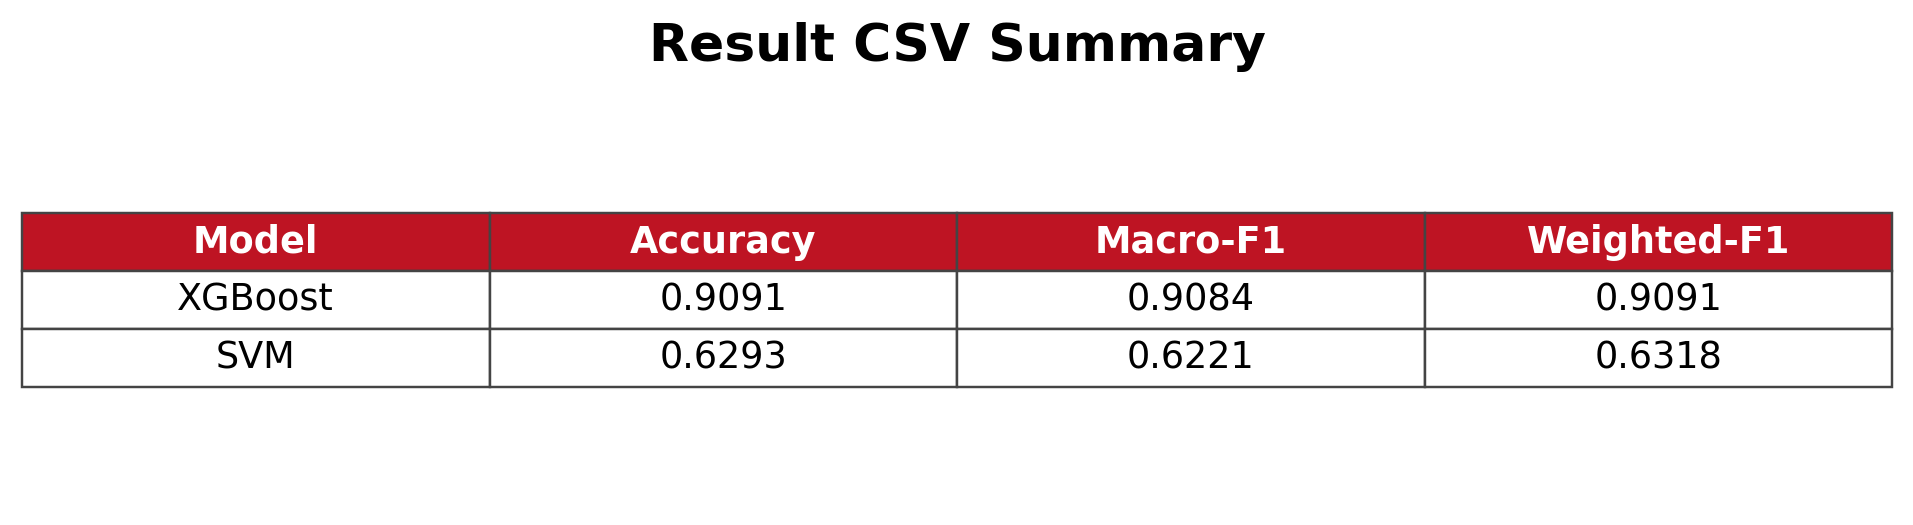 Result CSV Summary
Model Accuracy Macro-F1 Weighted-F1
XGBoost 0.9091 0.9084 0.9091
SVM 0.6293 0.6221 0.6318